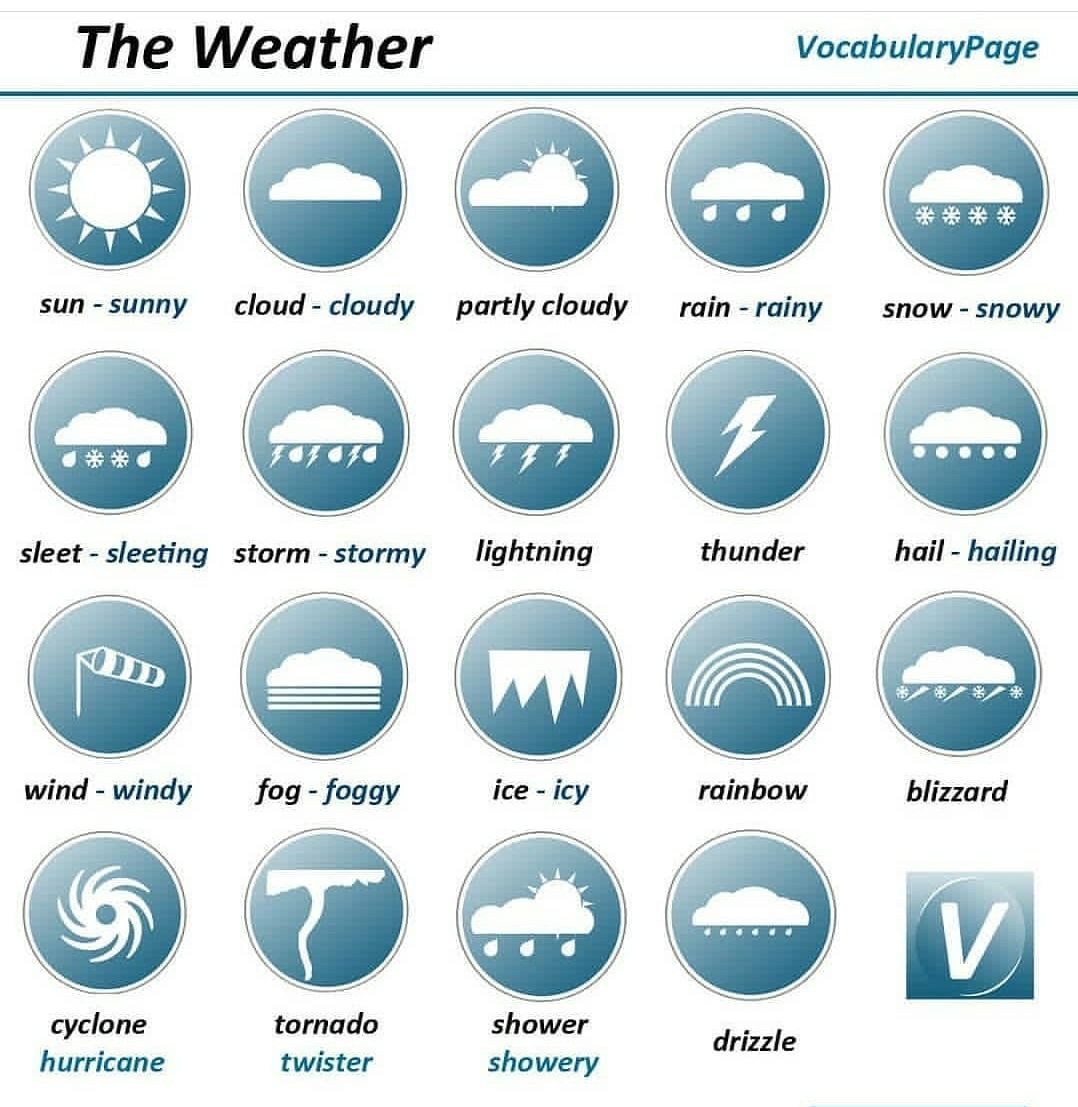 The Weather
VocabularyPage
sun - sunny
cloud - cloudy
partly cloudy
rain - rainy
snow - snowy
sleet - sleeting
storm - stormy
lightning
thunder
hail - hailing
wind - windy
fog - foggy
ice - icy
rainbow
blizzard
cyclone
hurricane
tornado
twister
shower
showery
drizzle
V